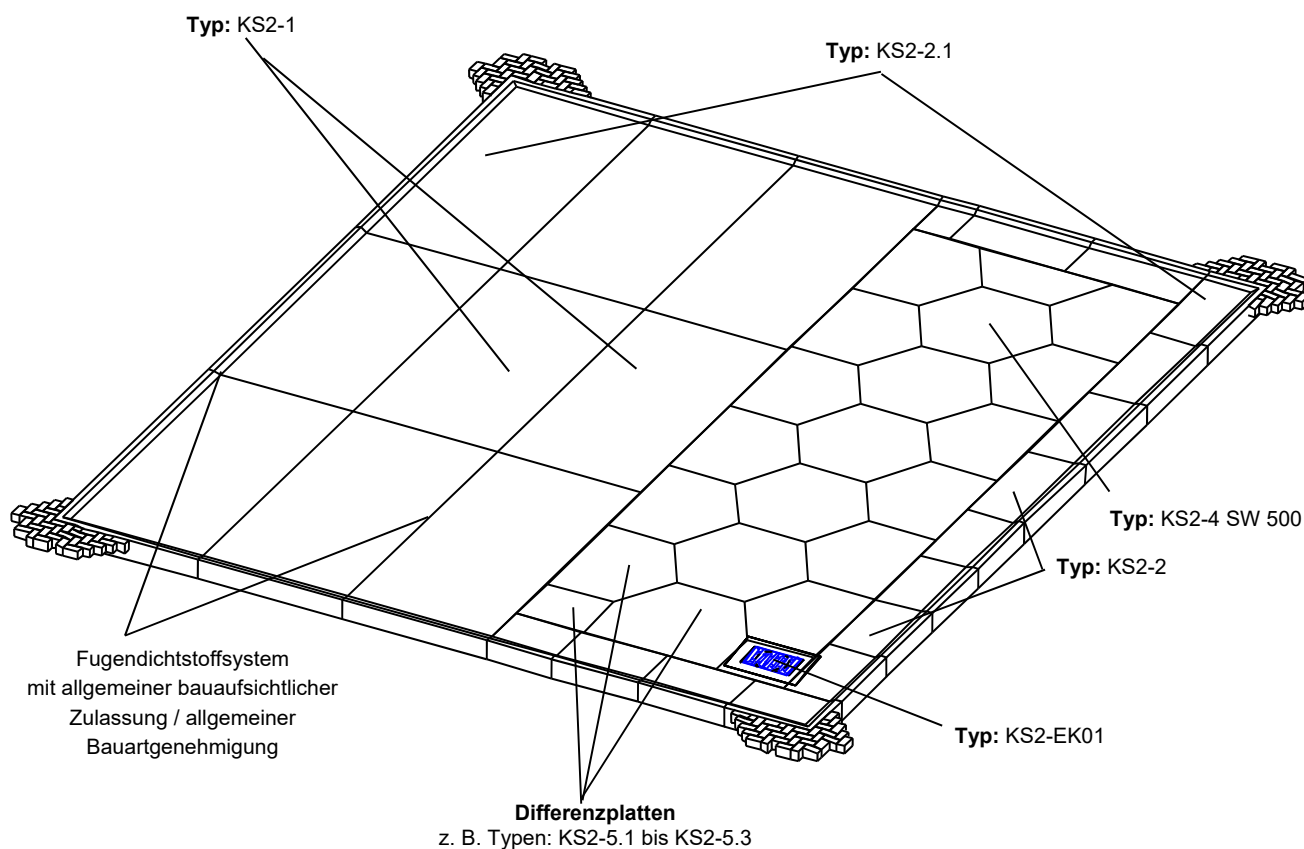 Typ: KS2-1
Typ: KS2-2.1
Typ: KS2-4 SW 500
Typ: KS2-2
Fugendichtstoffsystem
mit allgemeiner bauaufsichtlicher
Zulassung / allgemeiner
Bauartgenehmigung
Typ: KS2-EK01
Differenzplatten
z. B. Typen: KS2-5.1 bis KS2-5.3